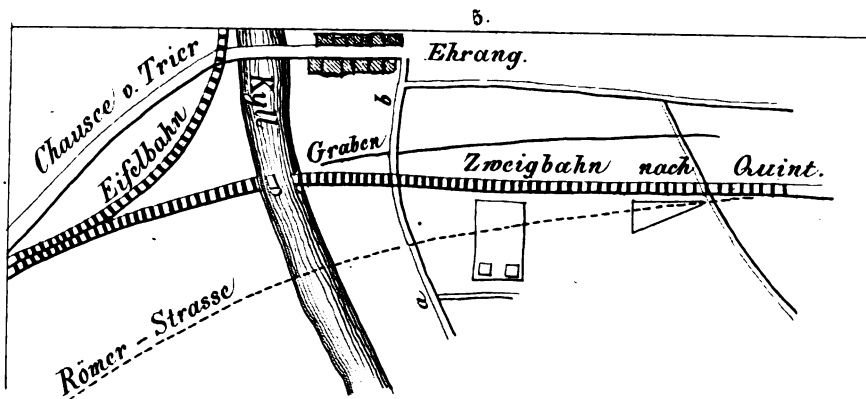 5.
Ehrang.
Chausee v. Trier
Kyll
b
Eifelbahn
Graben
Zweigbahn nach Quint.
a
Römer-Strasse